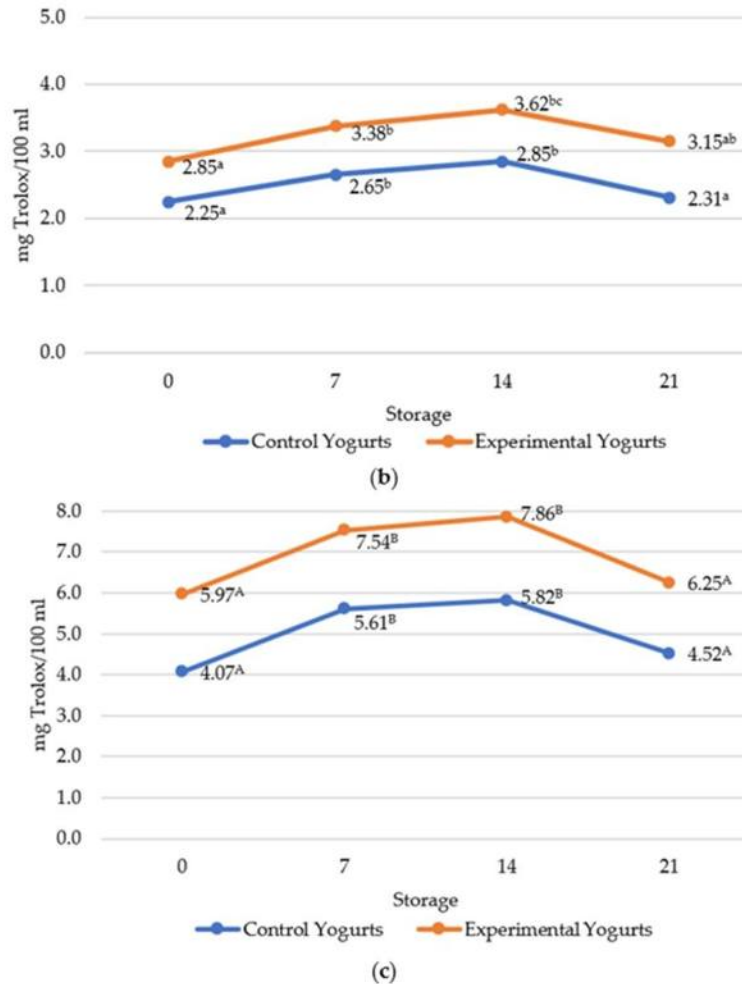 5.0
4.0
3.0
2.0
1.0
0.0
mg Trolox/100 ml
2.85ᵃ
3.38ᵇ
3.62ᵇᶜ
3.15ᵃᵇ
2.25ᵃ
2.65ᵇ
2.85ᵇ
2.31ᵃ
0 7 14 21
Storage
Control Yogurts Experimental Yogurts
(b)
8.0
7.0
6.0
5.0
4.0
3.0
2.0
1.0
0.0
mg Trolox/100 ml
5.97ᴬ
7.54ᴮ
7.86ᴮ
6.25ᴬ
4.07ᴬ
5.61ᴮ
5.82ᴮ
4.52ᴬ
0 7 14 21
Storage
Control Yogurts Experimental Yogurts
(c)